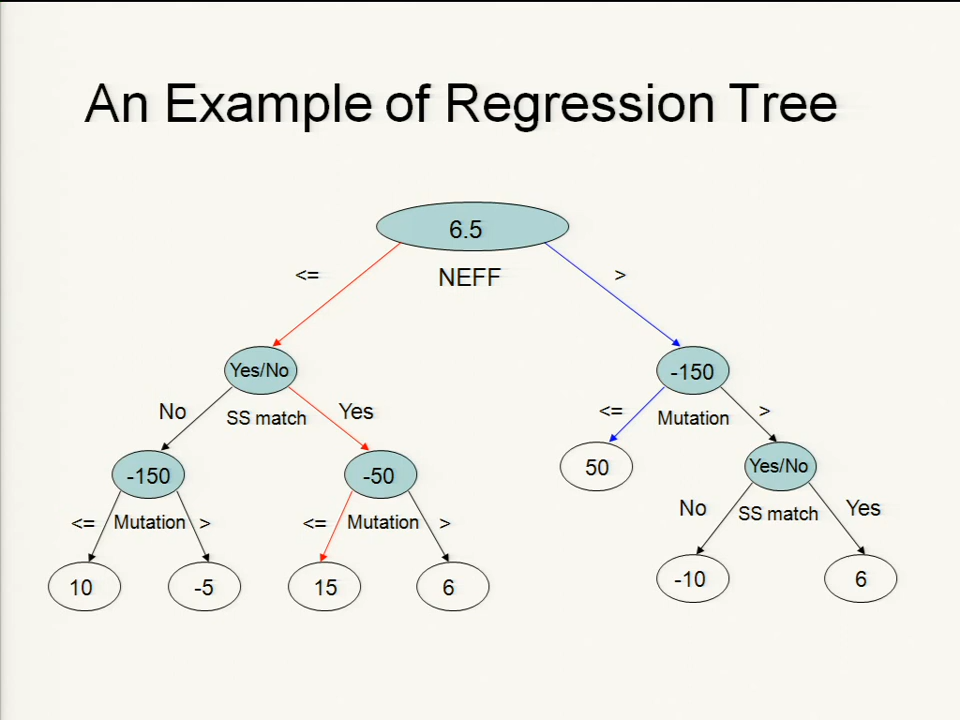 An Example of Regression Tree
6.5
<= NEFF >
Yes/No -150
No SS match Yes <= Mutation >
-150 -50 50 Yes/No
<= Mutation > <= Mutation > No SS match Yes
10 -5 15 6 -10 6